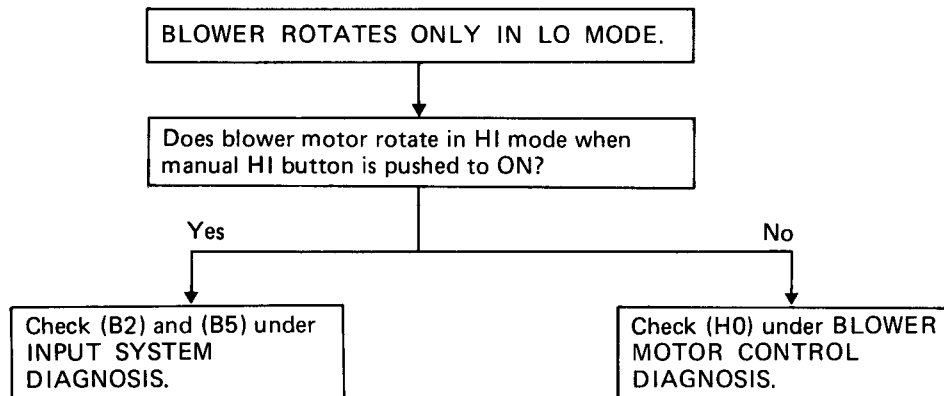 BLOWER ROTATES ONLY IN LO MODE.
Does blower motor rotate in HI mode when
manual HI button is pushed to ON?
Yes
No
Check (B2) and (B5) under
INPUT SYSTEM
DIAGNOSIS.
Check (H0) under BLOWER
MOTOR CONTROL
DIAGNOSIS.